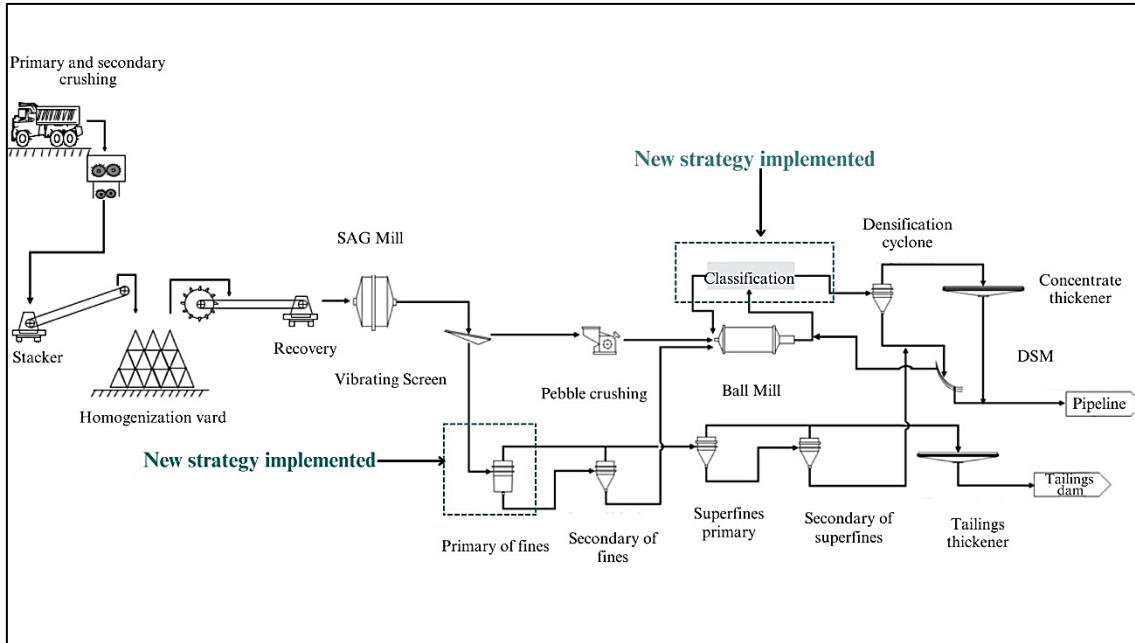 Primary and secondary
crushing
New strategy implemented
Densification
cyclone
SAG Mill
Classification
Concentrate
thickener
Stacker
Recovery
Vibrating Screen
Pebble crushing
Ball Mill
DSM
Homogenization vard
Pipeline
New strategy implemented
Tailings
dam
Primary of fines
Secondary of
fines
Superfines
primary
Secondary of
superfines
Tailings
thickener